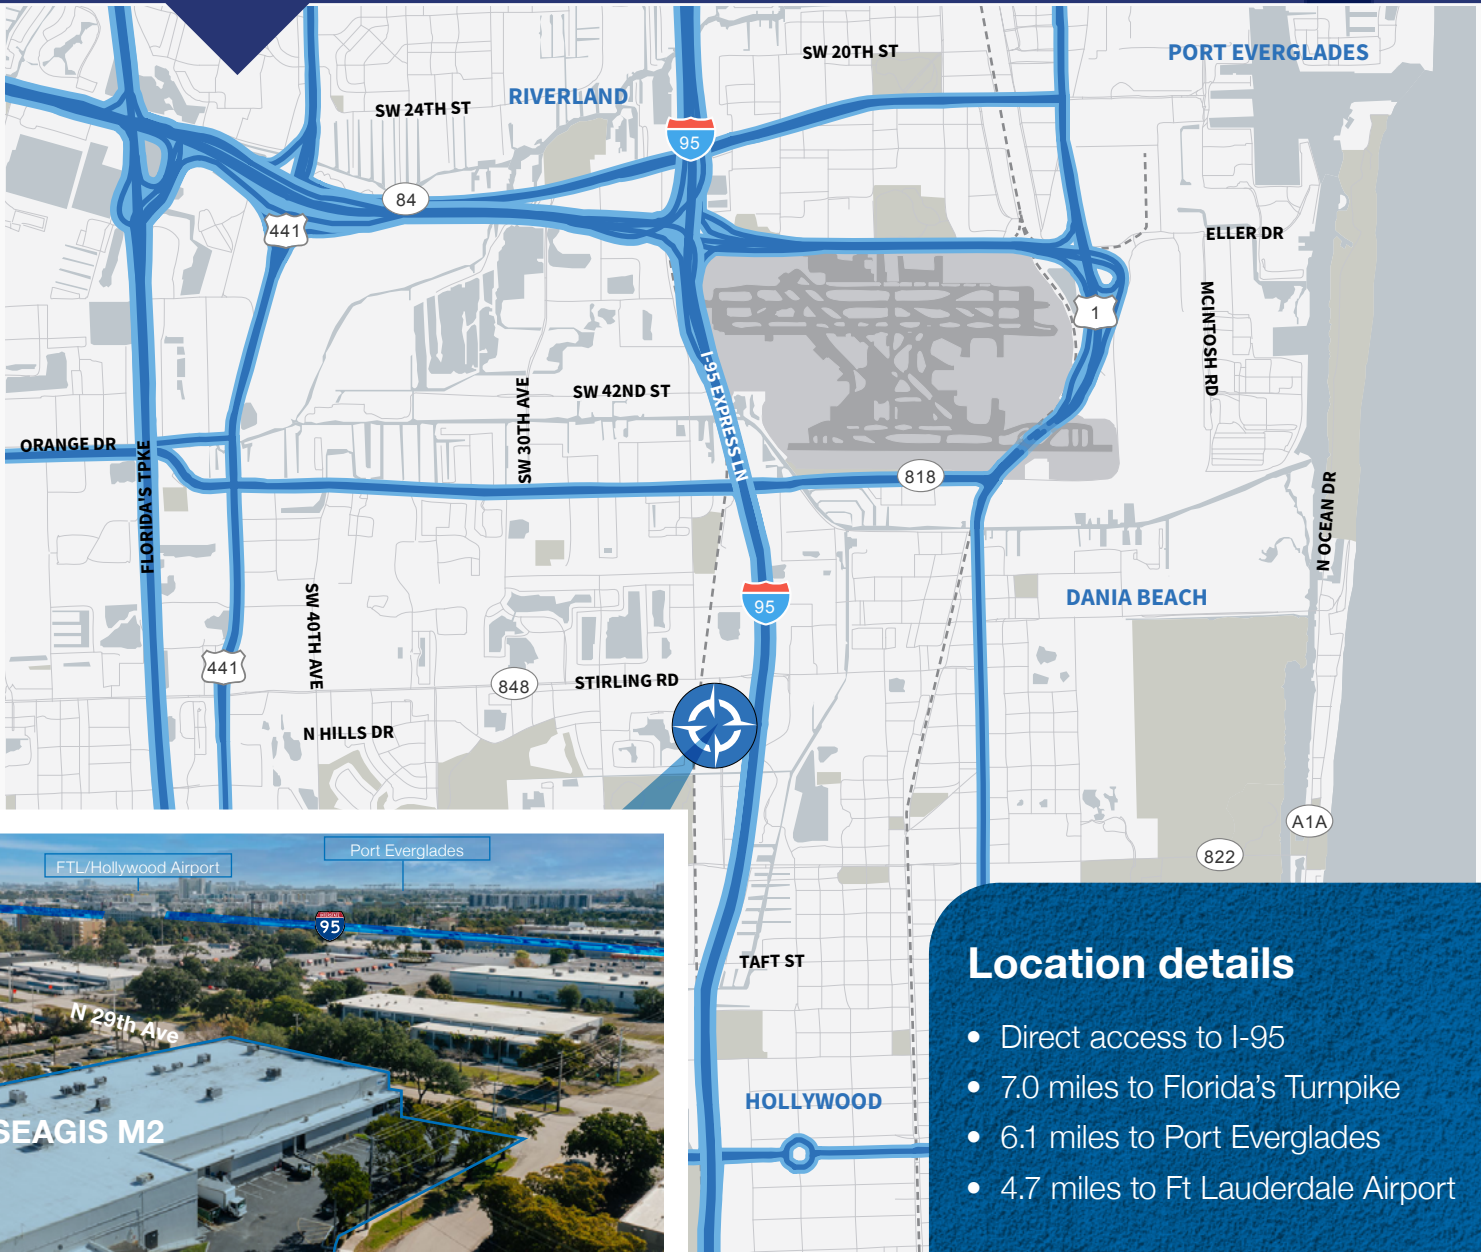 SW 20TH ST
PORT EVERGLADES
RIVERLAND
SW 24TH ST
95
84
441
ELLER DR
MCINTOSH RD
1
I-95 EXPRESS LN
SW 42ND ST
SW 30TH AVE
ORANGE DR
FLORIDA'S TPKE
818
N OCEAN DR
DANIA BEACH
95
SW 40TH AVE
441
848
STIRLING RD
N HILLS DR
A1A
822
Port Everglades
FTL/Hollywood Airport
95
N 29th Ave
SEAGIS M2
TAFT ST
HOLLYWOOD
Location details
• Direct access to I-95
• 7.0 miles to Florida’s Turnpike
• 6.1 miles to Port Everglades
• 4.7 miles to Ft Lauderdale Airport